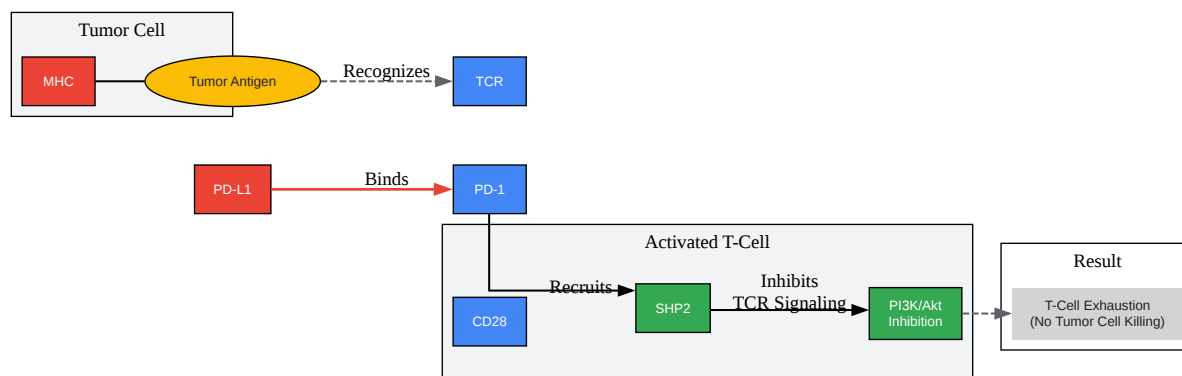 Tumor Cell
MHC
Tumor Antigen
Recognizes
TCR
PD-L1
Binds
PD-1
Activated T-Cell
Recruits
CD28
SHP2
Inhibits
TCR Signaling
PI3K/Akt
Inhibition
Result
T-Cell Exhaustion
(No Tumor Cell Killing)